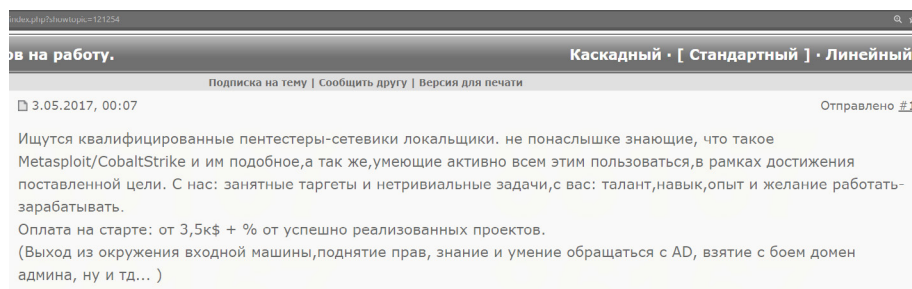 index.php?showtopic=121254
ов на работу. Каскадный · [ Стандартный ] · Линейный
Подписка на тему | Сообщить другу | Версия для печати
3.05.2017, 00:07 Отправлено #1
Ищутся квалифицированные пентестеры-сетевики локальщики. не понаслышке знающие, что такое
Metasploit/CobaltStrike и им подобное,а так же,умеющие активно всем этим пользоваться,в рамках достижения
поставленной цели. С нас: занятные таргеты и нетривиальные задачи,с вас: талант,навык,опыт и желание работать-
зарабатывать.
Оплата на старте: от 3,5к$ + % от успешно реализованных проектов.
(Выход из окружения входной машины,поднятие прав, знание и умение обращаться с AD, взятие с боем домен
админа, ну и тд... )